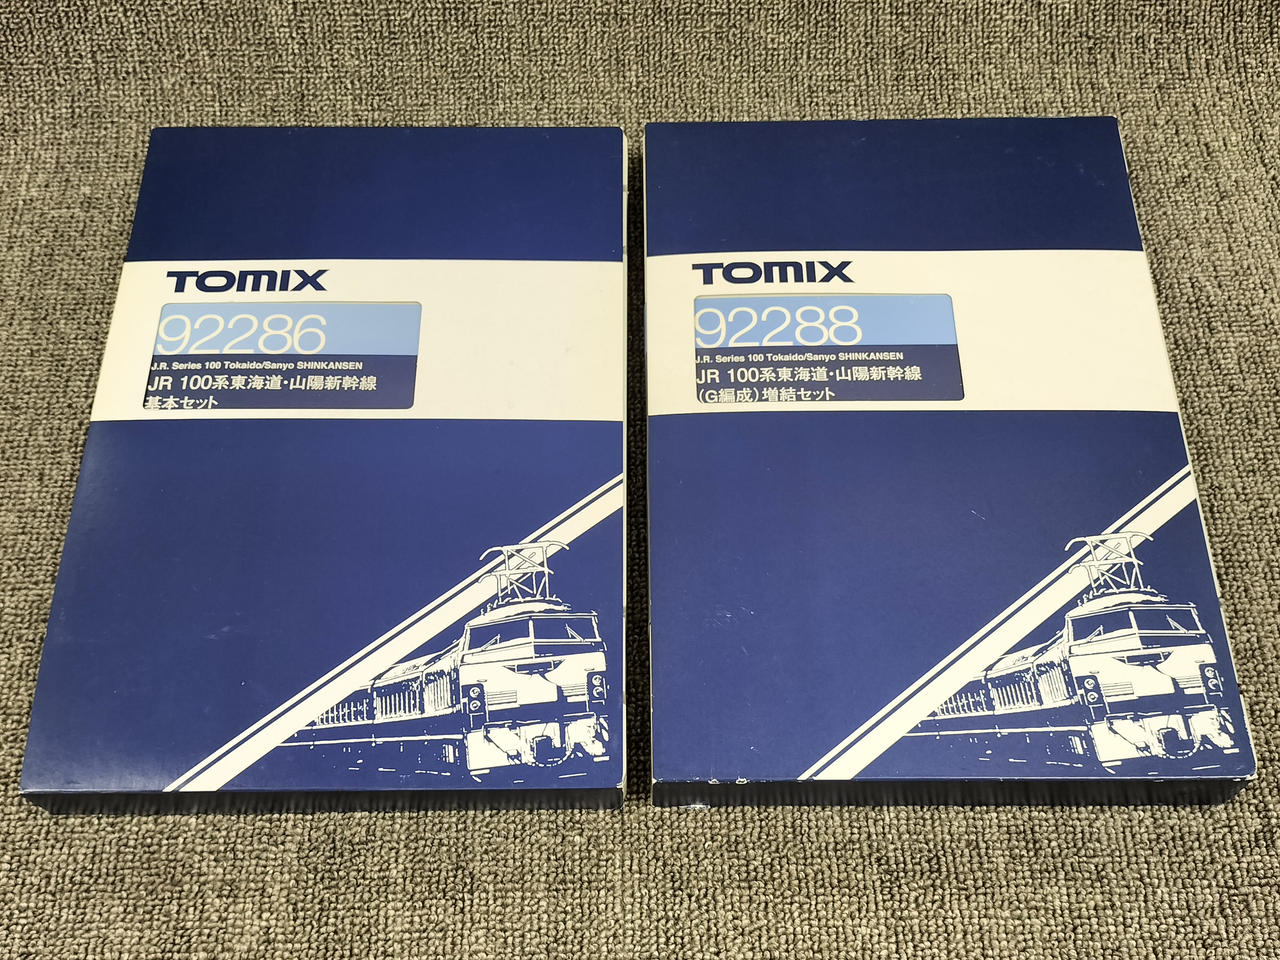 TOMIX
92286
J.R. Series 100 Tokaido/Sanyo SHINKANSEN
JR 100系東海道・山陽新幹線
基本セット
TOMIX
92288
J.R. Series 100 Tokaido/Sanyo SHINKANSEN
JR 100系東海道・山陽新幹線
(G編成)増結セット